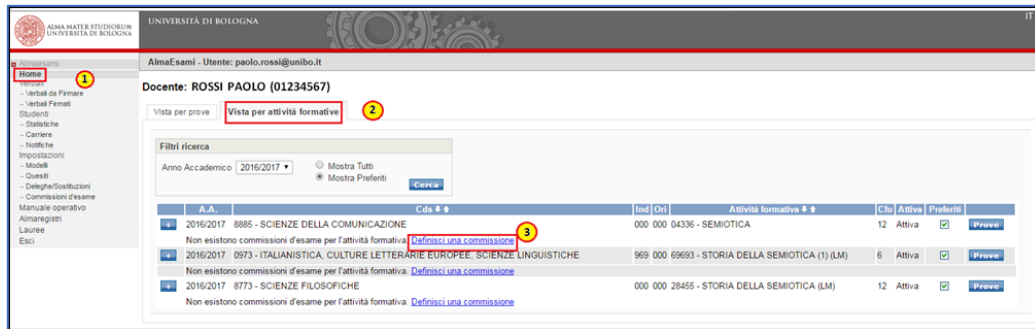 ALMA MATER STUDIORUM
UNIVERSITÀ DI BOLOGNA
UNIVERSITÀ DI BOLOGNA
IT
Almaesami
Home
1
Verbali
– Verbali da Firmare
– Verbali Firmati
Studenti
– Statistiche
– Carriere
– Notifiche
Impostazioni
– Modelli
– Quesiti
– Deleghe/Sostituzioni
– Commissioni d'esame
Manuale operativo
Almaregistri
Lauree
Esci
AlmaEsami - Utente: paolo.rossi@unibo.it
Docente: ROSSI PAOLO (01234567)
Vista per prove Vista per attività formative 2
Filtri ricerca
Anno Accademico 2016/2017 Mostra Tutti
Mostra Preferiti
Cerca
A.A. Cds Ind Ori Attività formativa Cfu Attiva Preferiti
+ 2016/2017 8885 - SCIENZE DELLA COMUNICAZIONE 000 000 04336 - SEMIOTICA 12 Attiva Prove
Non esistono commissioni d'esame per l'attività formativa. Definisci una commissione 3
+ 2016/2017 0973 - ITALIANISTICA, CULTURE LETTERARIE EUROPEE, SCIENZE LINGUISTICHE 969 000 69693 - STORIA DELLA SEMIOTICA (1) (LM) 6 Attiva Prove
Non esistono commissioni d'esame per l'attività formativa. Definisci una commissione
+ 2016/2017 8773 - SCIENZE FILOSOFICHE 000 000 28455 - STORIA DELLA SEMIOTICA (LM) 12 Attiva Prove
Non esistono commissioni d'esame per l'attività formativa. Definisci una commissione